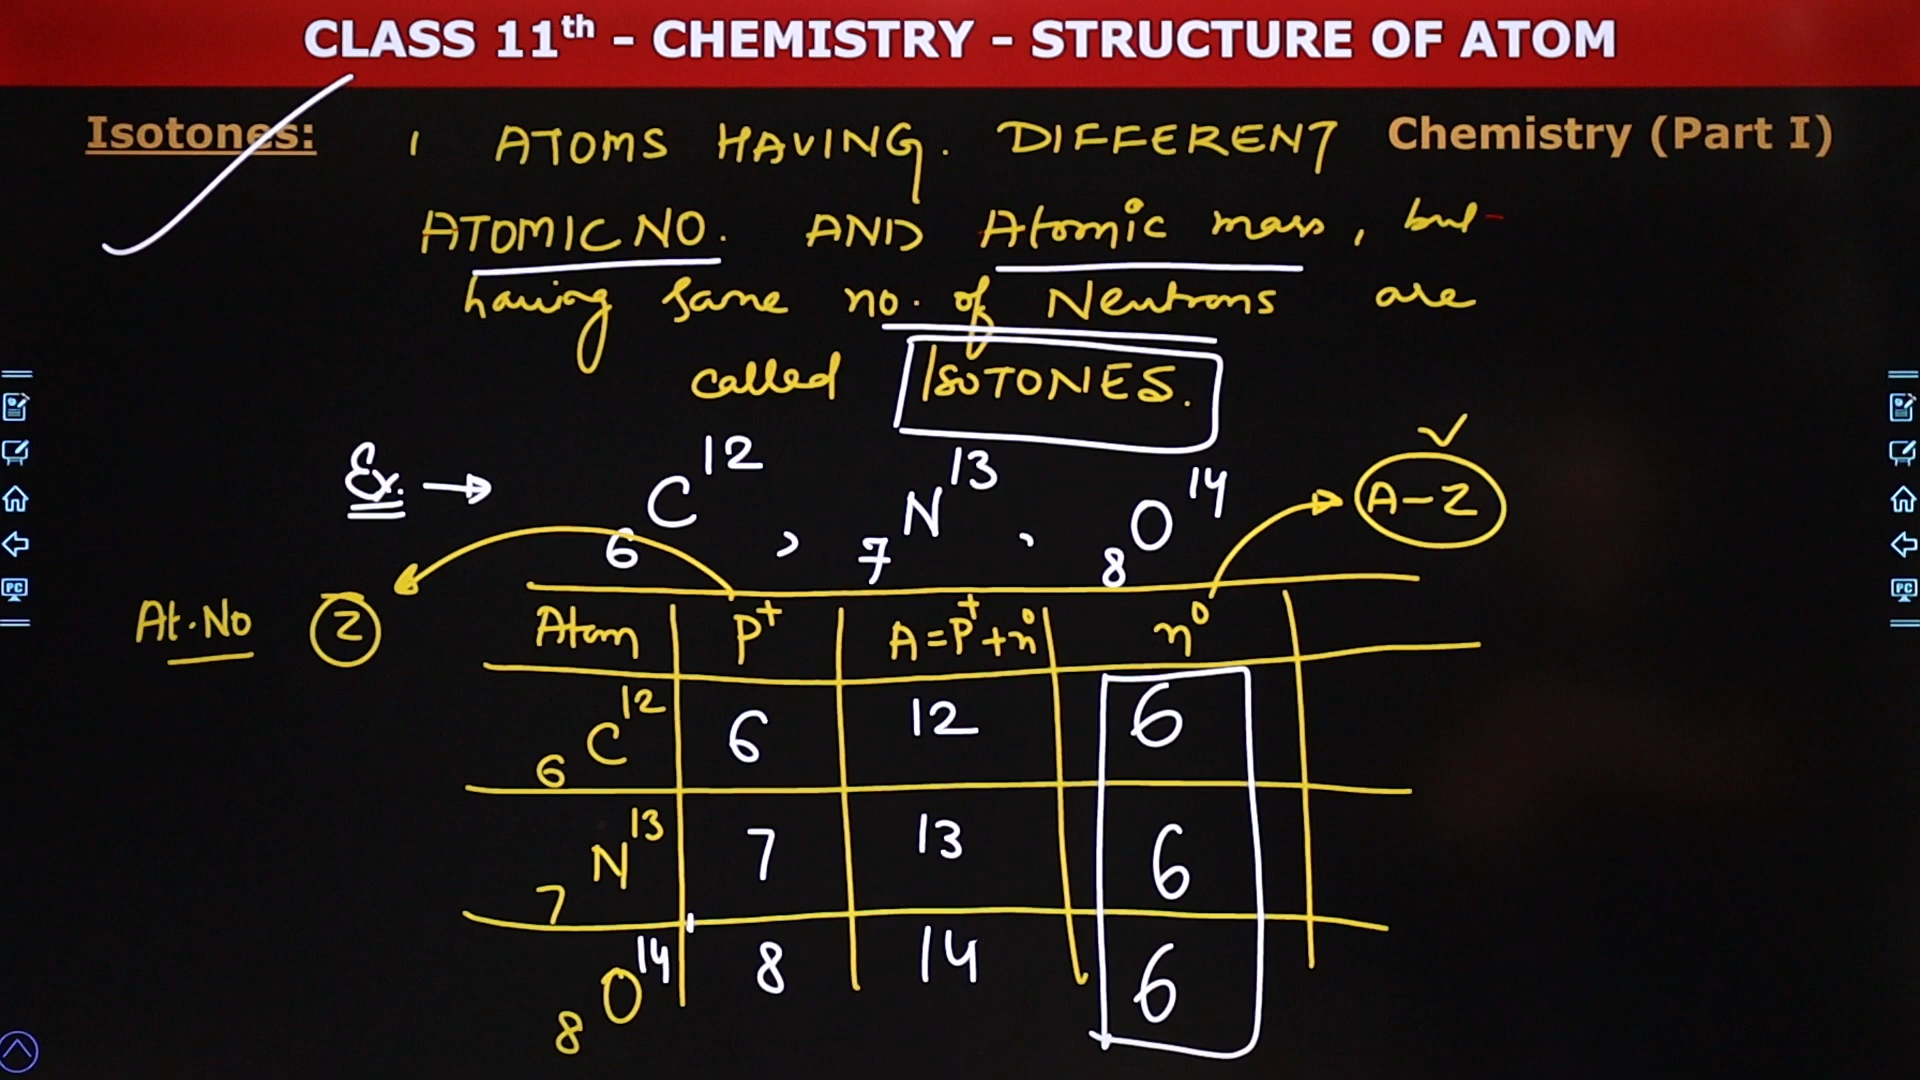 CLASS 11th - CHEMISTRY - STRUCTURE OF ATOM
Isotones: ATOMS HAVING. DIFFERENT Chemistry (Part I)
ATOMIC NO. AND Atomic mass, but
having same no. of Neutrons are
called ISOTONES.
Ex. → ₆C¹² , ₇N¹³ , ₈O¹⁴ A-Z
At.No Z
Atom P⁺ A=P⁺+n⁰ n⁰
₆C¹² 6 12 6
₇N¹³ 7 13 6
₈O¹⁴ 8 14 6
PC PC